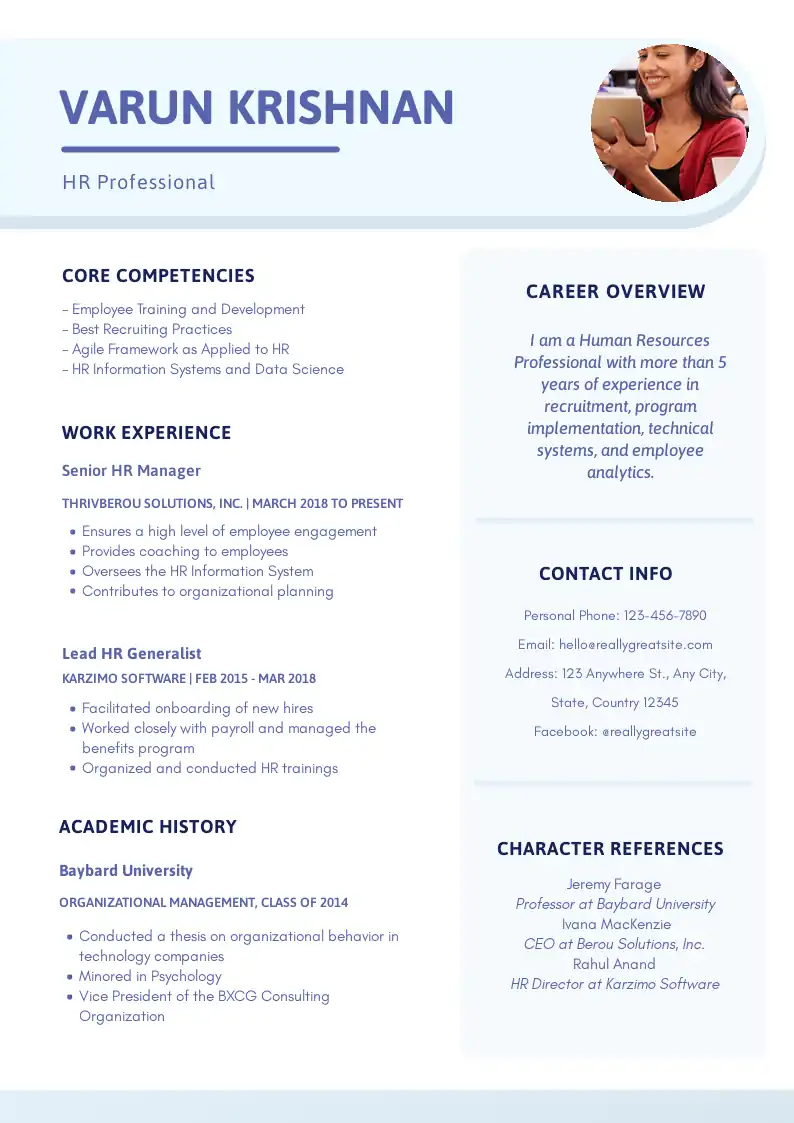 VARUN KRISHNAN
HR Professional
CORE COMPETENCIES
- Employee Training and Development
- Best Recruiting Practices
- Agile Framework as Applied to HR
- HR Information Systems and Data Science
WORK EXPERIENCE
Senior HR Manager
THRIVBEROU SOLUTIONS, INC. | MARCH 2018 TO PRESENT
• Ensures a high level of employee engagement
• Provides coaching to employees
• Oversees the HR Information System
• Contributes to organizational planning
Lead HR Generalist
KARZIMO SOFTWARE | FEB 2015 - MAR 2018
• Facilitated onboarding of new hires
• Worked closely with payroll and managed the
benefits program
• Organized and conducted HR trainings
ACADEMIC HISTORY
Baybard University
ORGANIZATIONAL MANAGEMENT, CLASS OF 2014
• Conducted a thesis on organizational behavior in
technology companies
• Minored in Psychology
• Vice President of the BXCG Consulting
Organization
CAREER OVERVIEW
I am a Human Resources
Professional with more than 5
years of experience in
recruitment, program
implementation, technical
systems, and employee
analytics.
CONTACT INFO
Personal Phone: 123-456-7890
Email: hello@reallygreatsite.com
Address: 123 Anywhere St., Any City,
State, Country 12345
Facebook: @reallygreatsite
CHARACTER REFERENCES
Jeremy Farage
Professor at Baybard University
Ivana MacKenzie
CEO at Berou Solutions, Inc.
Rahul Anand
HR Director at Karzimo Software